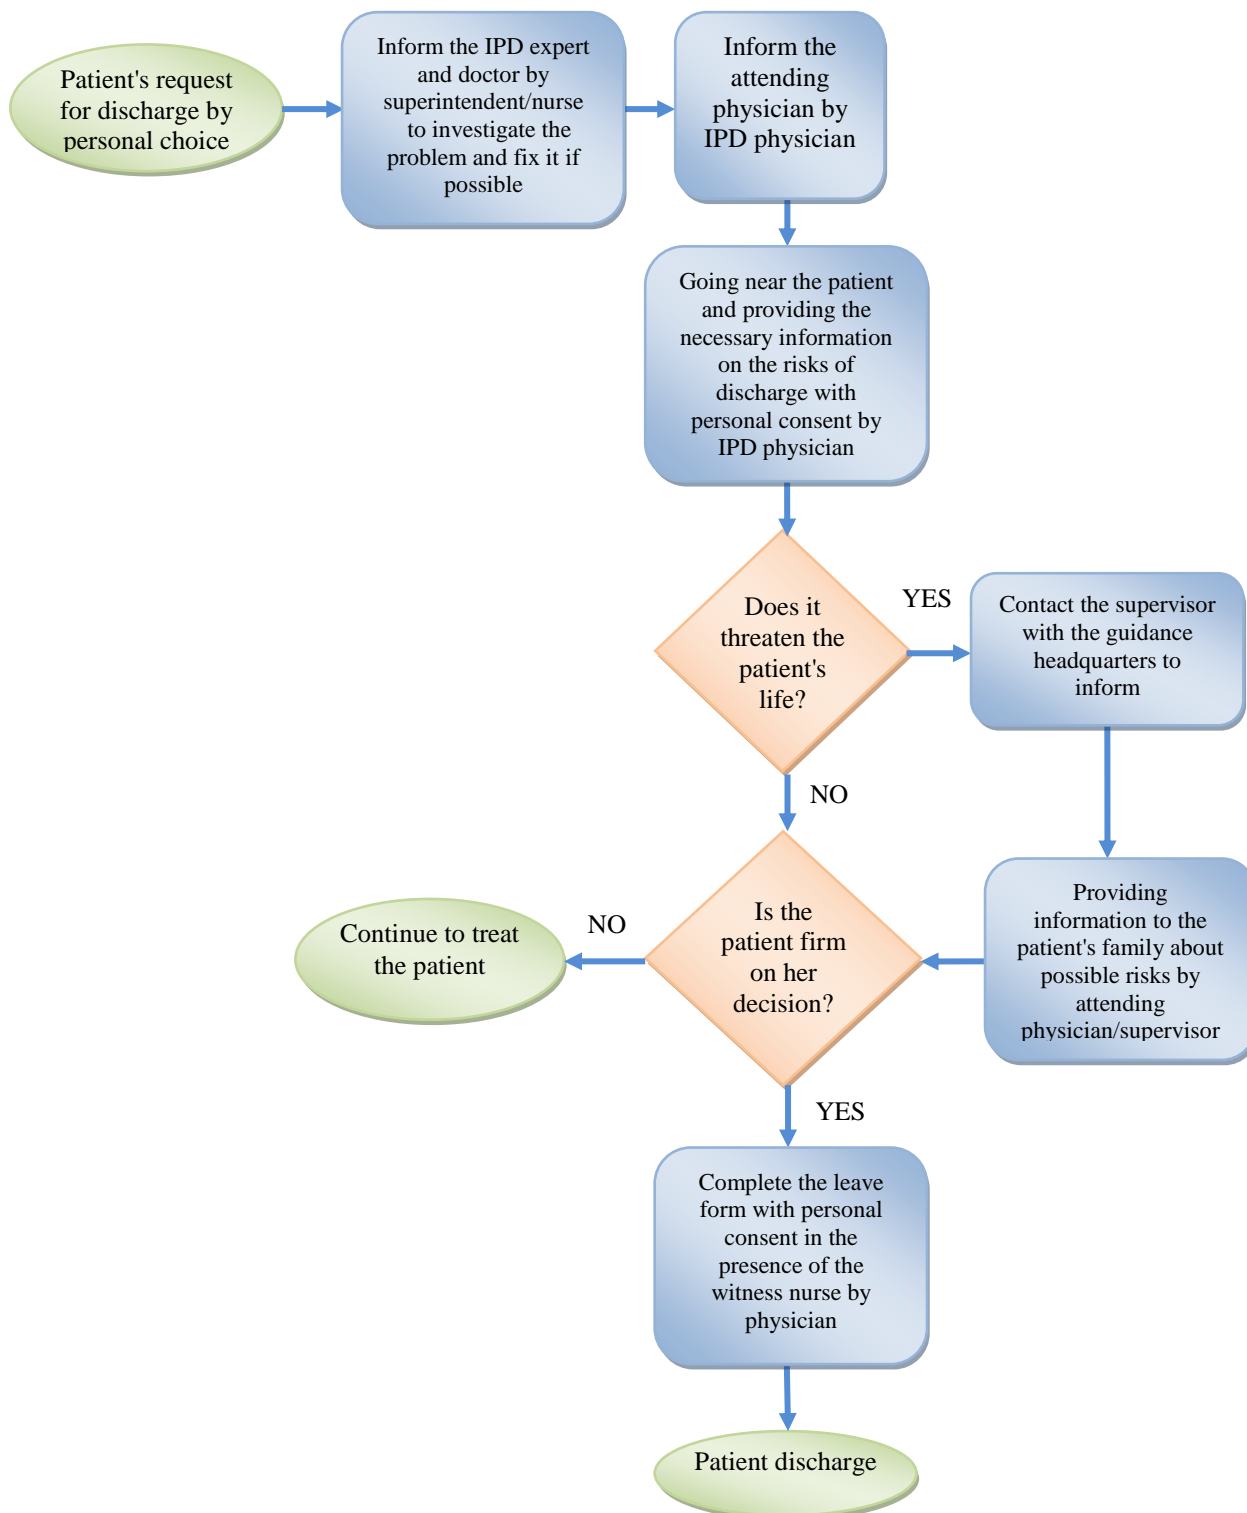 Patient's request
for discharge by
personal choice
Inform the IPD expert
and doctor by
superintendent/nurse
to investigate the
problem and fix it if
possible
Inform the
attending
physician by
IPD physician
Going near the patient
and providing the
necessary information
on the risks of
discharge with
personal consent by
IPD physician
Does it
threaten the
patient's
life?
YES
Contact the supervisor
with the guidance
headquarters to
inform
NO
Providing
information to the
patient's family about
possible risks by
attending
physician/supervisor
Is the
patient firm
on her
decision?
NO
Continue to treat
the patient
YES
Complete the leave
form with personal
consent in the
presence of the
witness nurse by
physician
Patient discharge